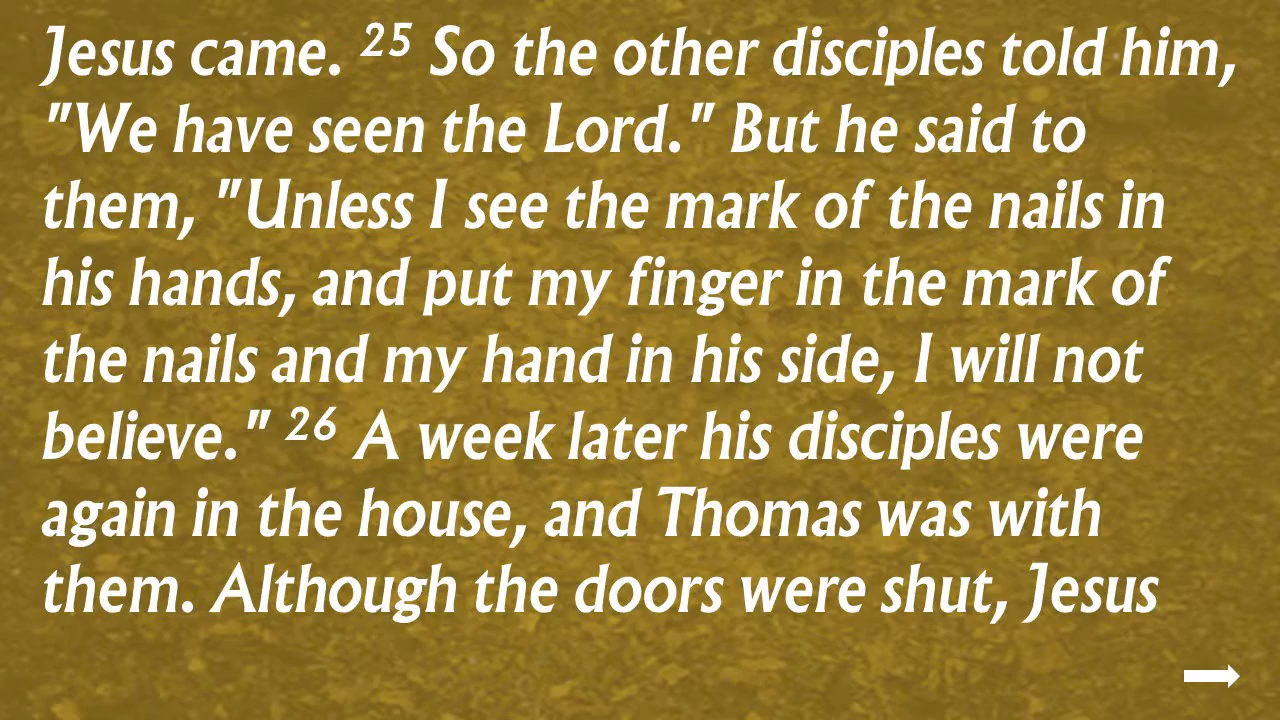 Jesus came. ²⁵ So the other disciples told him,
"We have seen the Lord." But he said to
them, "Unless I see the mark of the nails in
his hands, and put my finger in the mark of
the nails and my hand in his side, I will not
believe." ²⁶ A week later his disciples were
again in the house, and Thomas was with
them. Although the doors were shut, Jesus